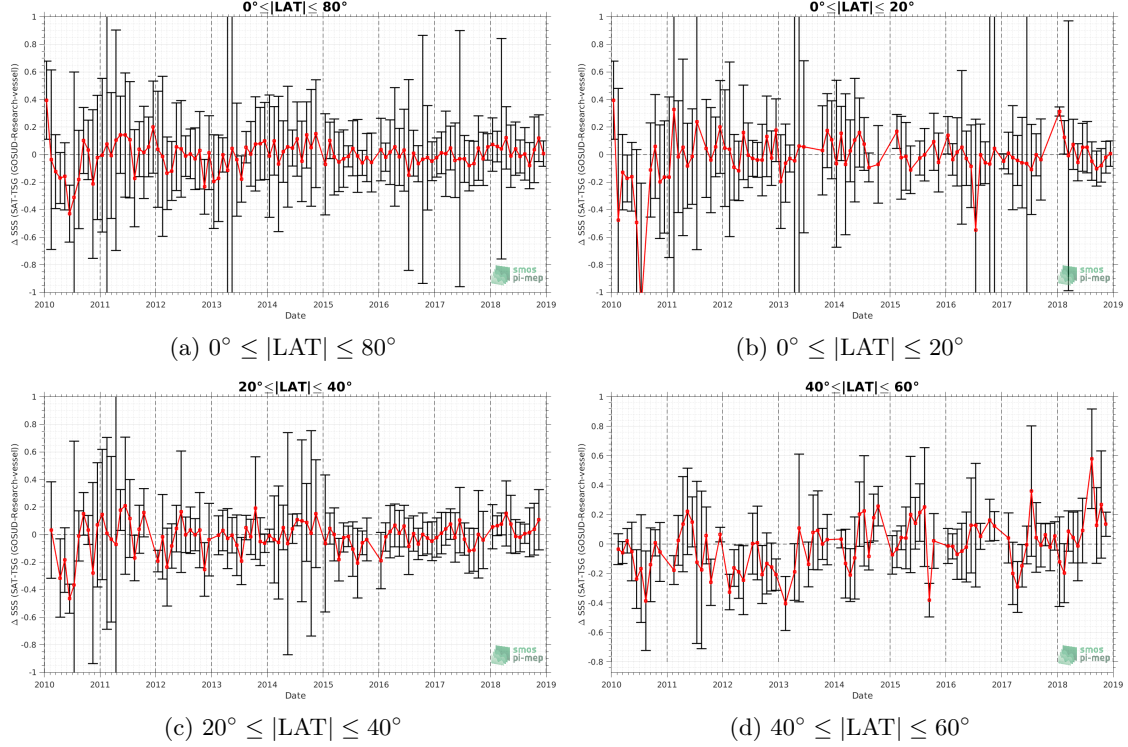 0°≤|LAT|≤ 80°
Δ SSS (SAT-TSG (GOSUD-Research-vessel))
1
0.8
0.6
0.4
0.2
0
-0.2
-0.4
-0.6
-0.8
-1
2010 2011 2012 2013 2014 2015 2016 2017 2018 2019
Date
smos
pi-mep
(a) 0° ≤ |LAT| ≤ 80°
0°≤|LAT|≤ 20°
Δ SSS (SAT-TSG (GOSUD-Research-vessel))
1
0.8
0.6
0.4
0.2
0
-0.2
-0.4
-0.6
-0.8
-1
2010 2011 2012 2013 2014 2015 2016 2017 2018 2019
Date
smos
pi-mep
(b) 0° ≤ |LAT| ≤ 20°
20°≤|LAT|≤ 40°
Δ SSS (SAT-TSG (GOSUD-Research-vessel))
1
0.8
0.6
0.4
0.2
0
-0.2
-0.4
-0.6
-0.8
-1
2010 2011 2012 2013 2014 2015 2016 2017 2018 2019
Date
smos
pi-mep
(c) 20° ≤ |LAT| ≤ 40°
40°≤|LAT|≤ 60°
Δ SSS (SAT-TSG (GOSUD-Research-vessel))
0.8
0.6
0.4
0.2
0
-0.2
-0.4
-0.6
-0.8
2010 2011 2012 2013 2014 2015 2016 2017 2018 2019
Date
smos
pi-mep
(d) 40° ≤ |LAT| ≤ 60°